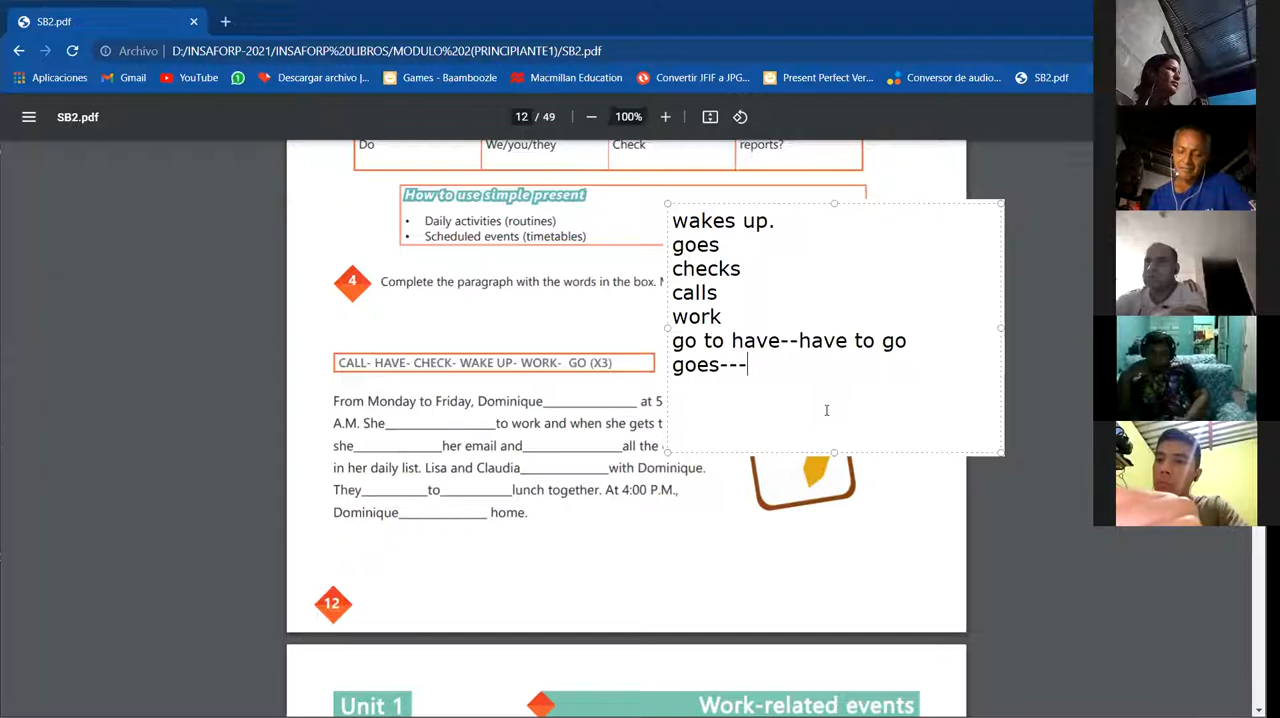 SB2.pdf
Archivo D:/INSAFORP-2021/INSAFORP%20LIBROS/MODULO%202(PRINCIPIANTE1)/SB2.pdf
Aplicaciones Gmail YouTube Descargar archivo |... Games - Baamboozle Macmillan Education Convertir JFIF a JPG... Present Perfect Ver... Conversor de audio... SB2.pdf
SB2.pdf 12 / 49 100%
Do We/you/they Check reports?
How to use simple present
• Daily activities (routines)
• Scheduled events (timetables)
4 Complete the paragraph with the words in the box.
CALL- HAVE- CHECK- WAKE UP- WORK- GO (X3)
From Monday to Friday, Dominique______________ at 5
A.M. She________________to work and when she gets
she_____________her email and_______________all the
in her daily list. Lisa and Claudia_____________with Dominique.
They__________to___________lunch together. At 4:00 P.M.,
Dominique_____________ home.
wakes up.
goes
checks
calls
work
go to have--have to go
goes---
12
Unit 1 Work-related events